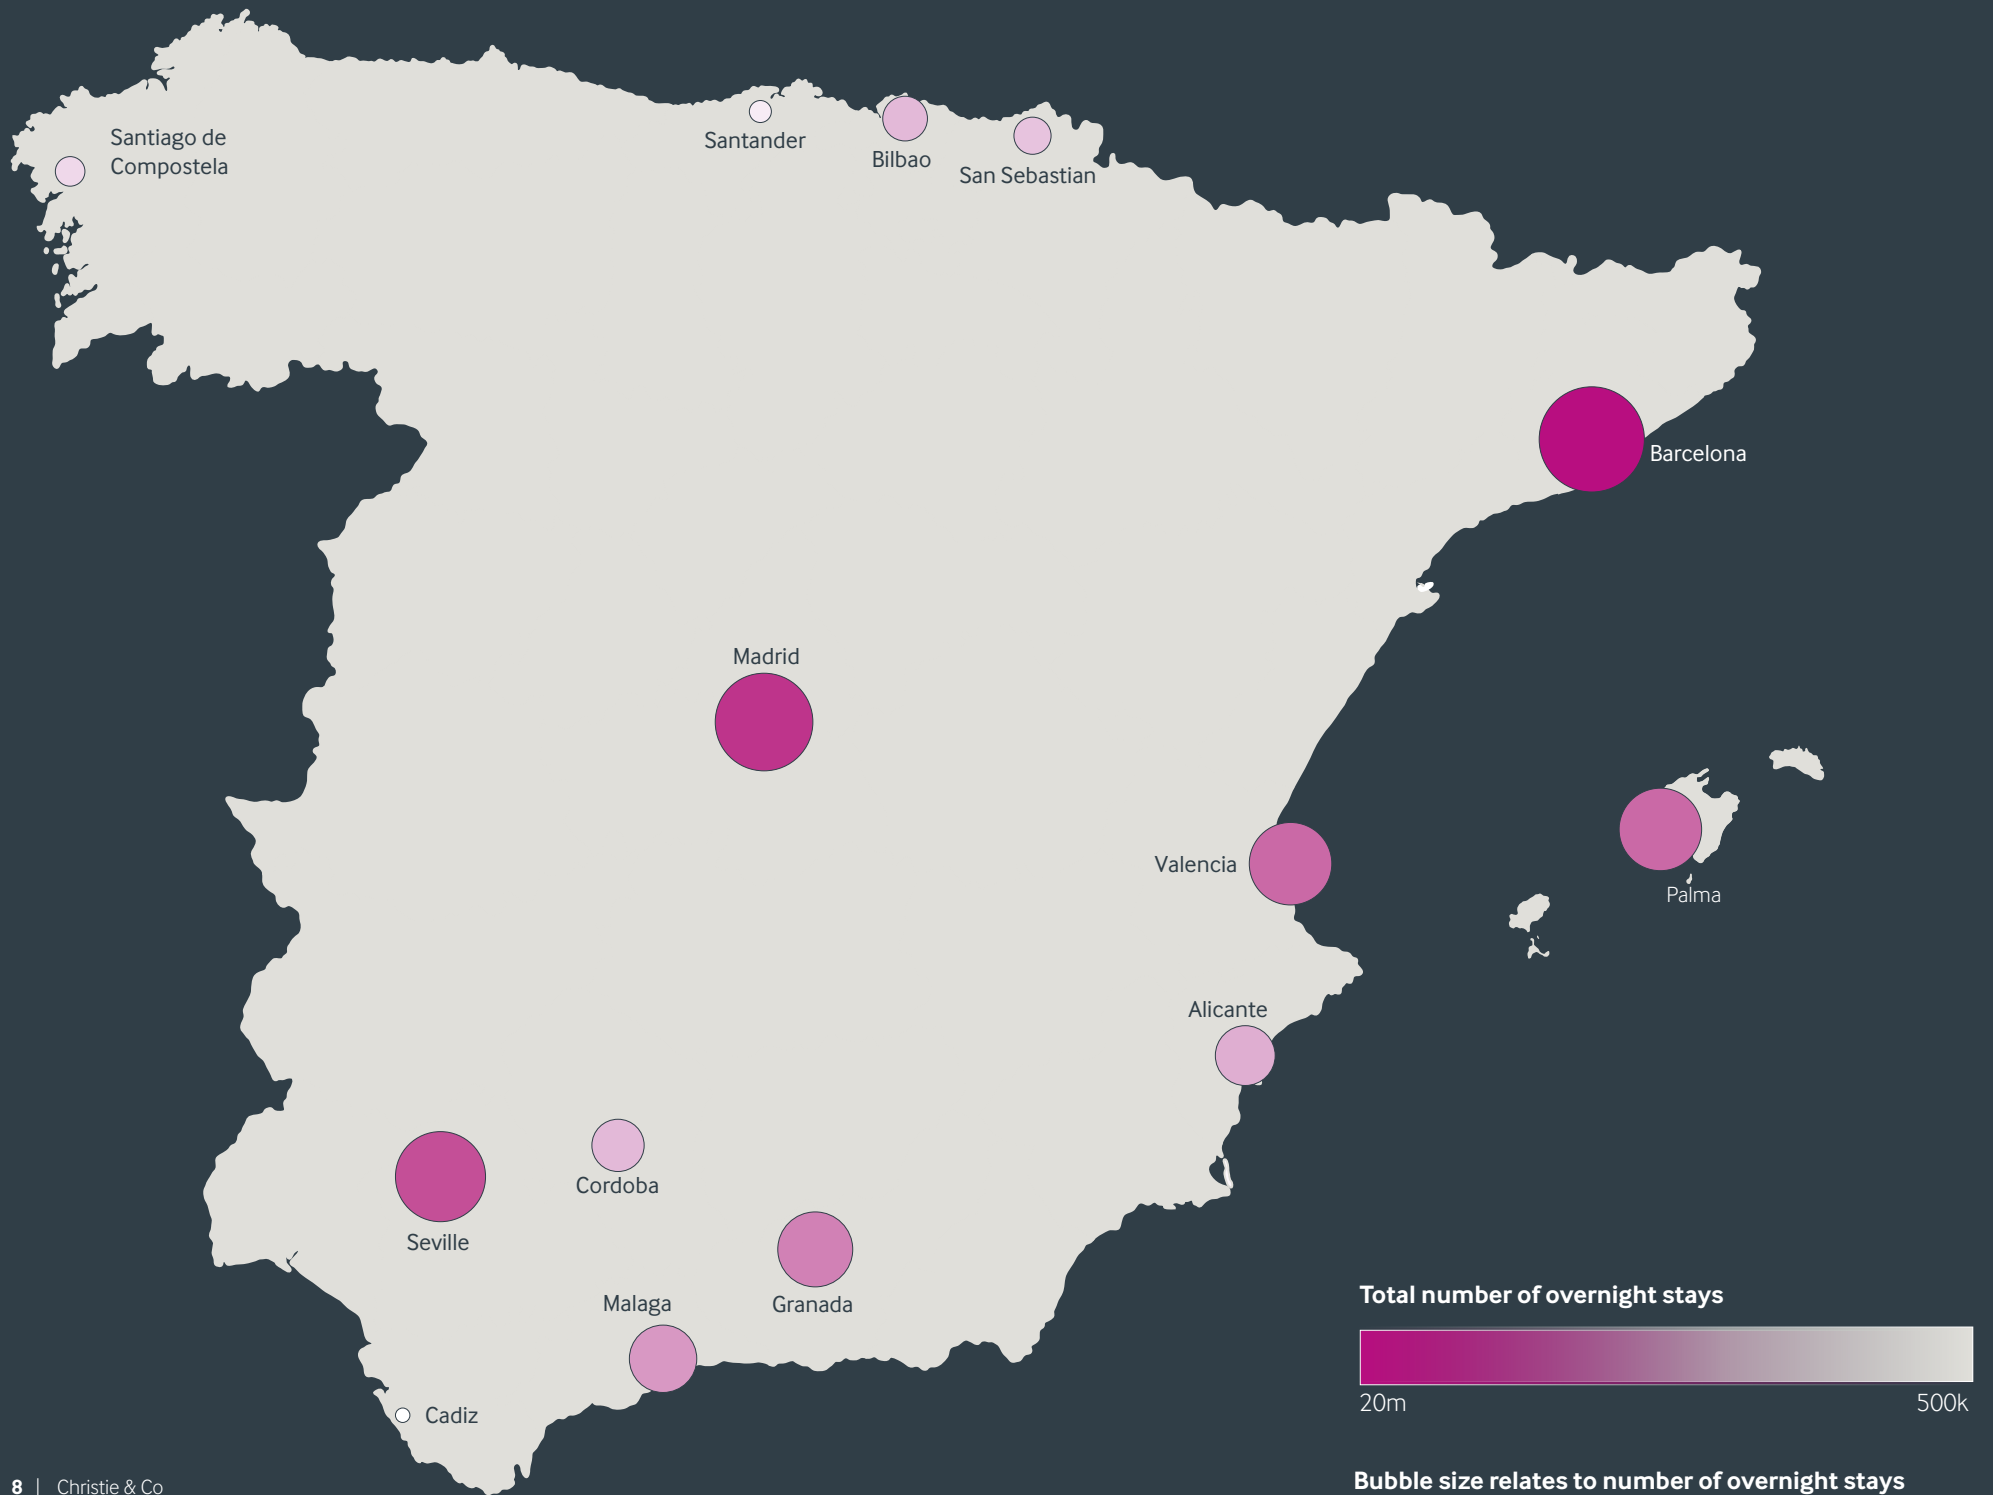 Santiago de
Compostela
Santander
Bilbao
San Sebastian
Barcelona
Madrid
Valencia
Palma
Alicante
Cordoba
Seville
Granada
Malaga
Cadiz
Total number of overnight stays
20m 500k
Bubble size relates to number of overnight stays
8 | Christie & Co